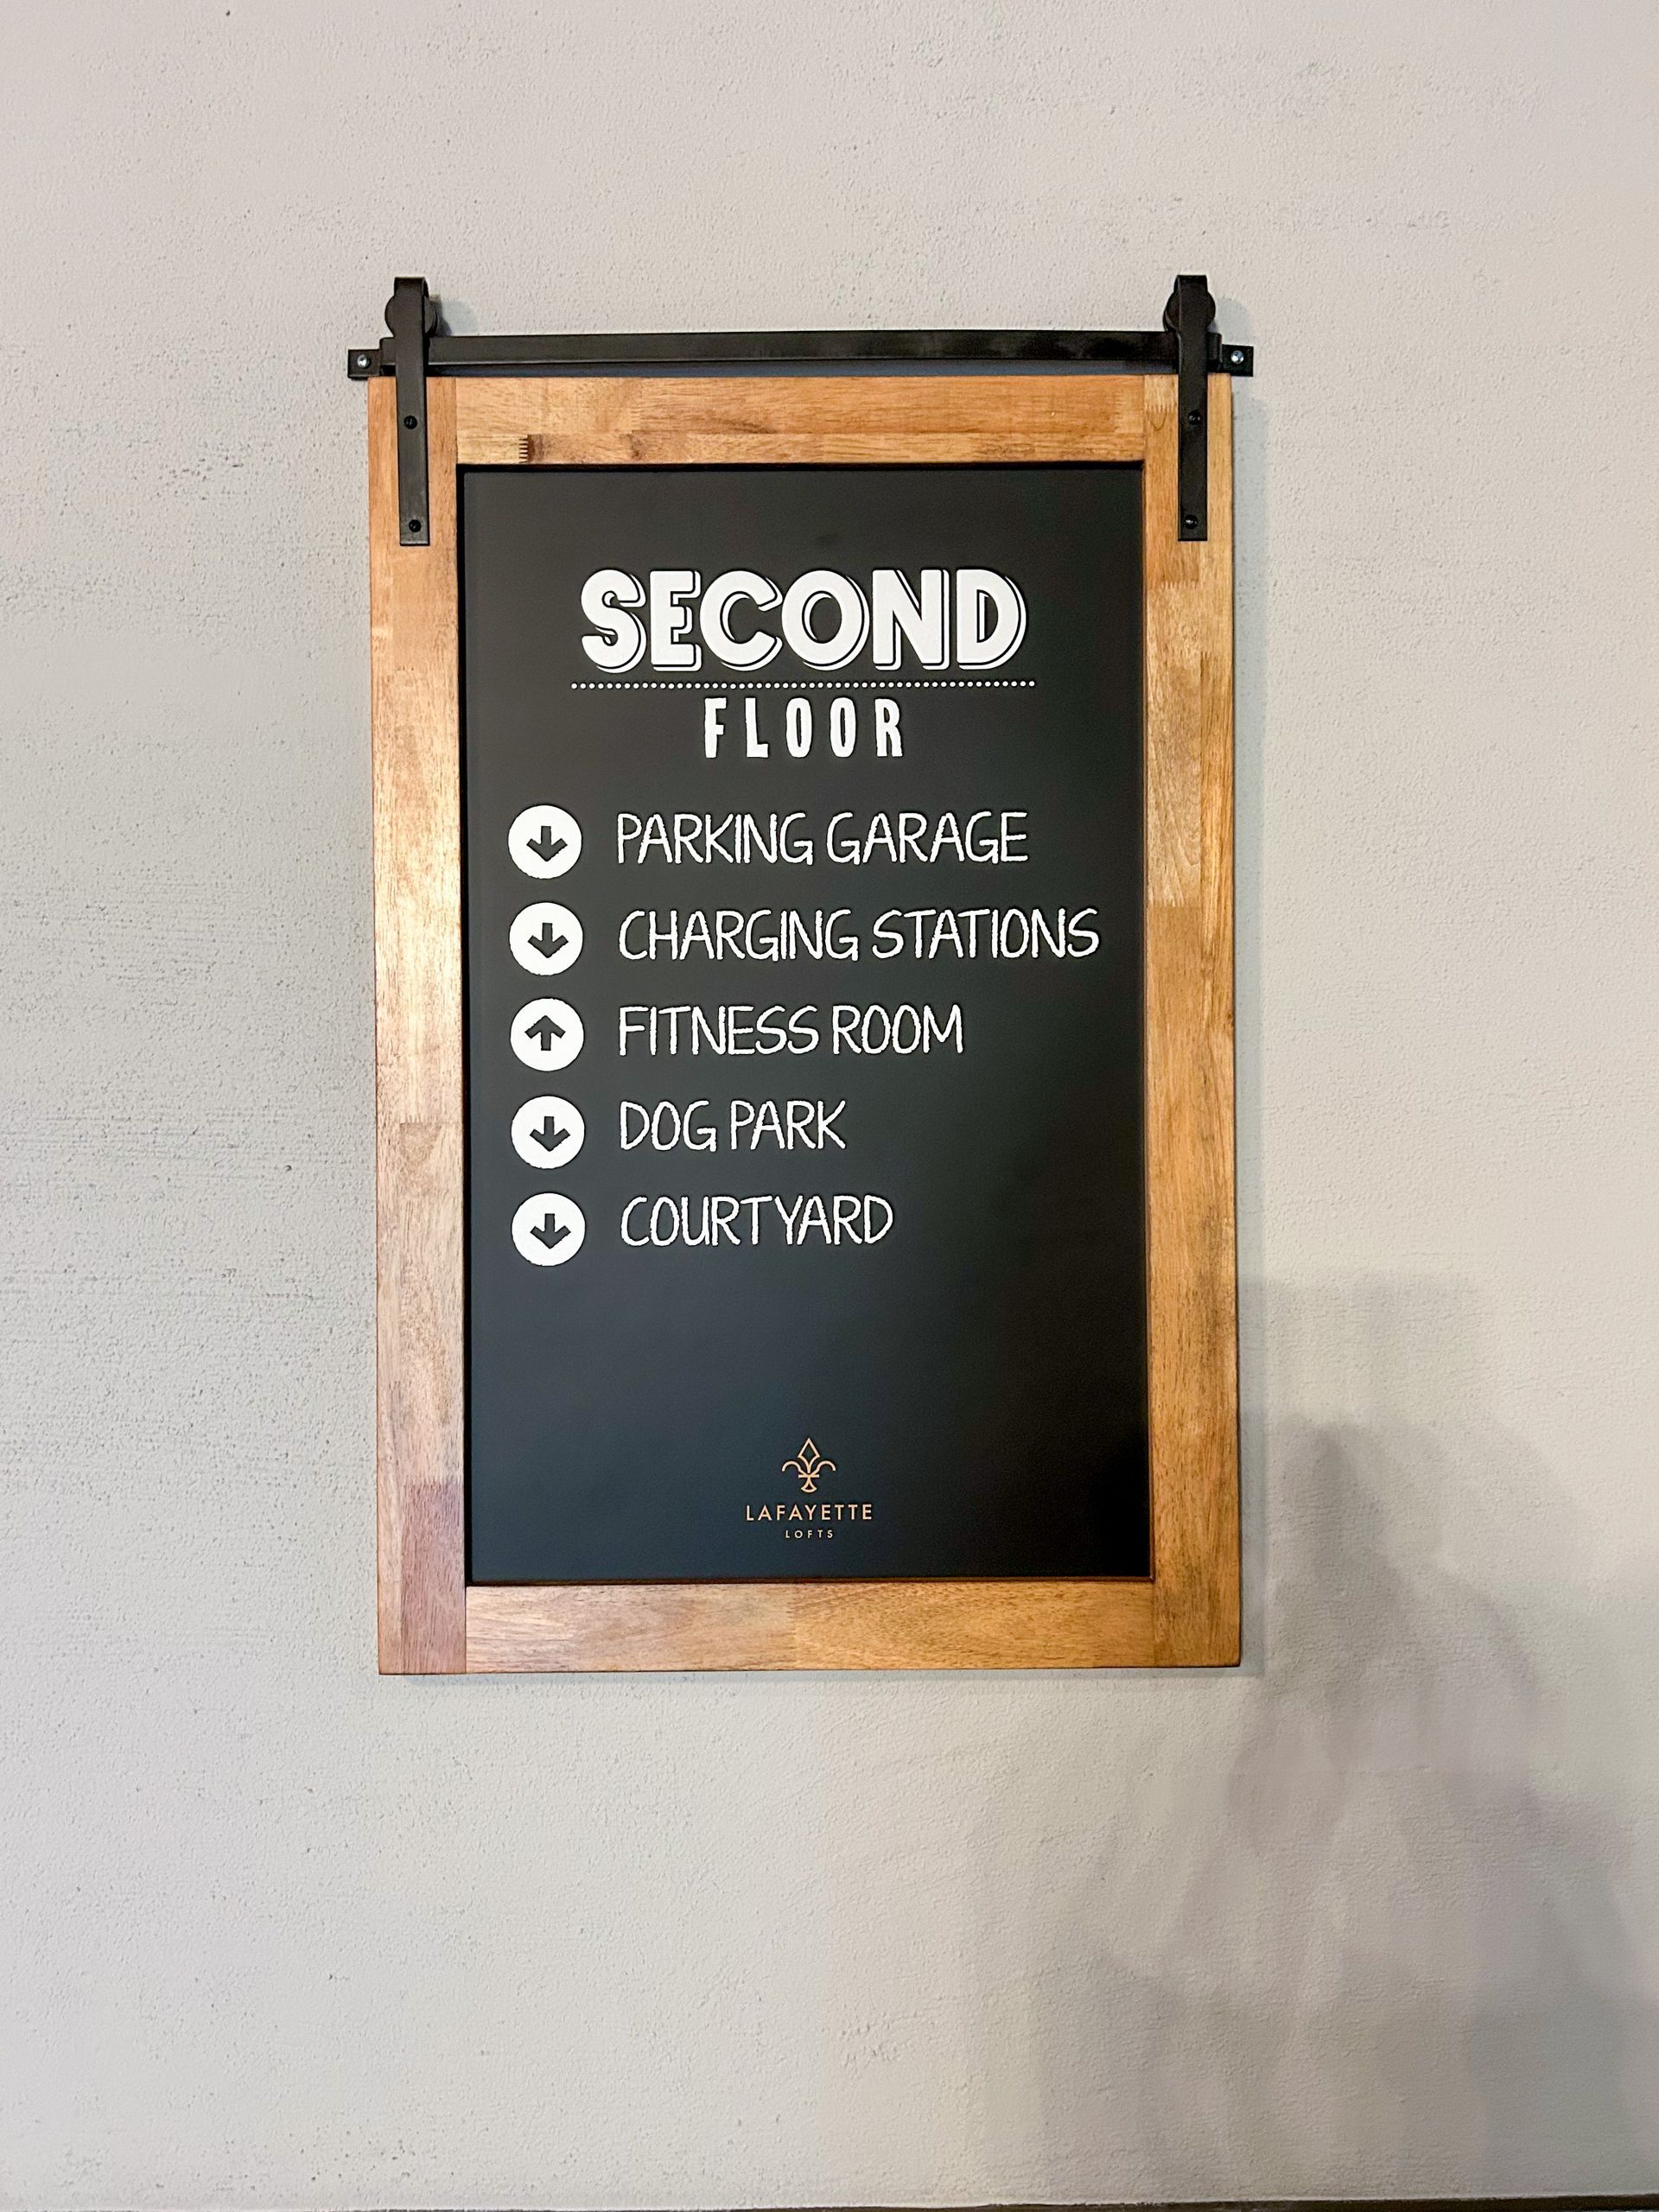 SECOND
FLOOR
PARKING GARAGE
CHARGING STATIONS
FITNESS ROOM
DOG PARK
COURTYARD
LAFAYETTE
LOFTS